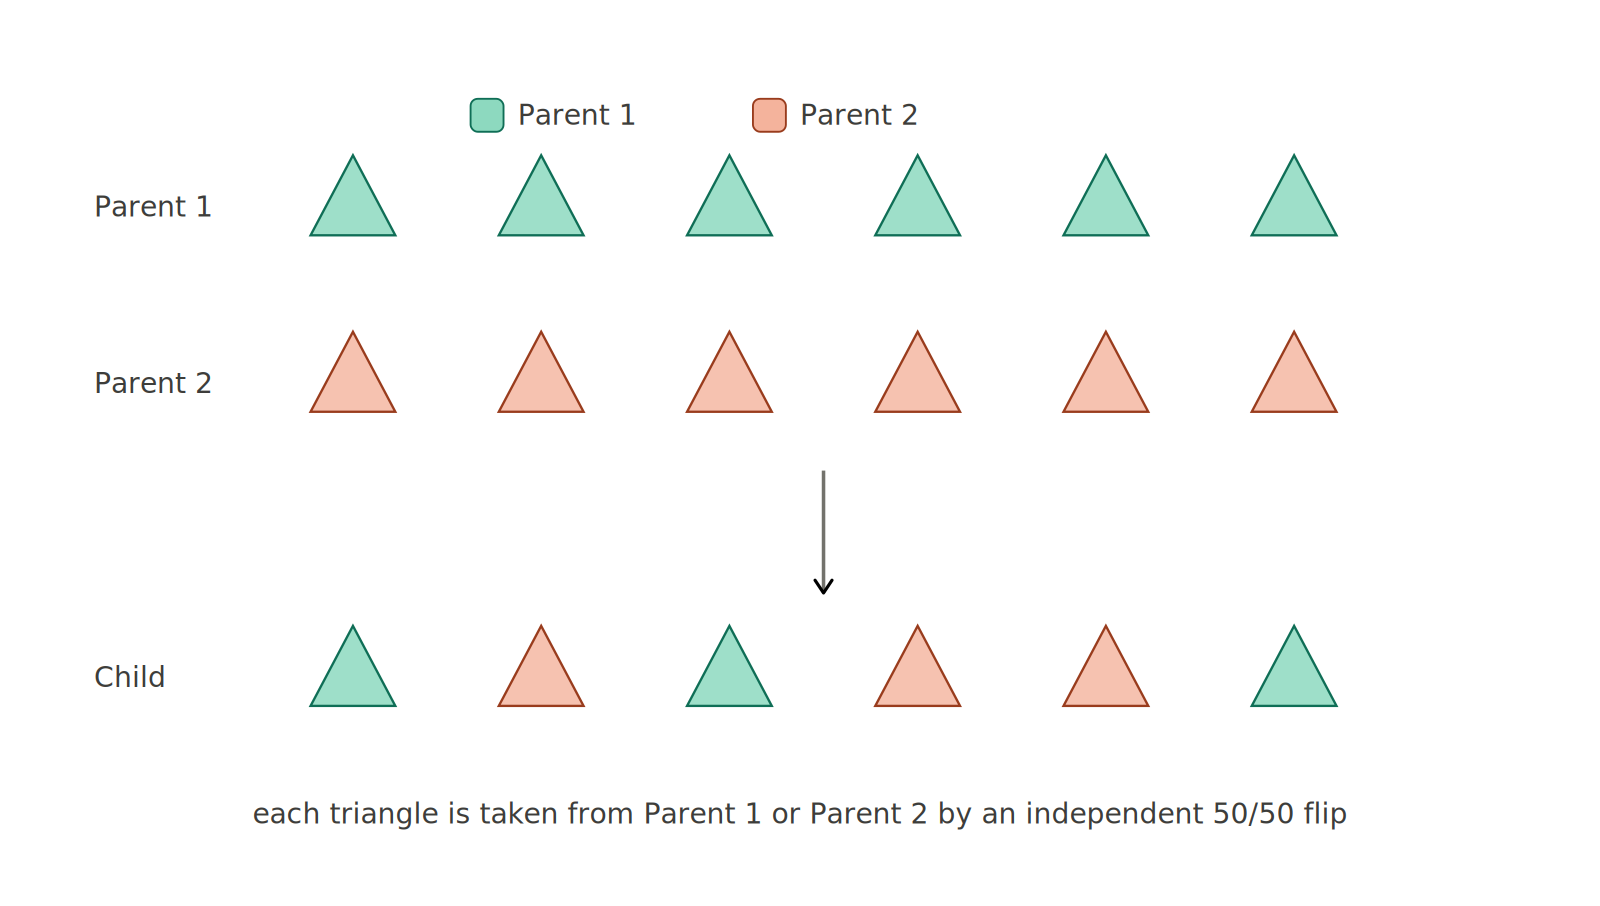 Parent 1 Parent 2
Parent 1
Parent 2
Child
each triangle is taken from Parent 1 or Parent 2 by an independent 50/50 flip